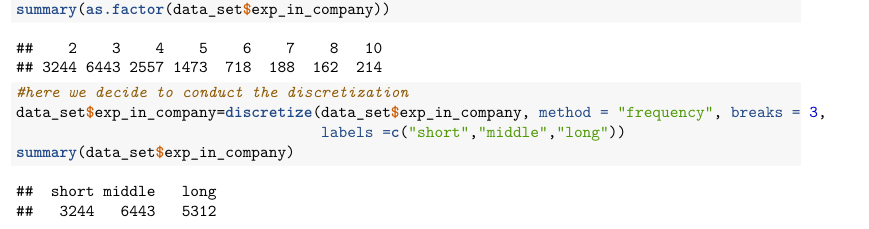 summary(as.factor(data_set$exp_in_company))
##    2    3    4    5    6    7    8   10
## 3244 6443 2557 1473  718  188  162  214
#here we decide to conduct the discretization
data_set$exp_in_company=discretize(data_set$exp_in_company, method = "frequency", breaks = 3,
labels =c("short","middle","long"))
summary(data_set$exp_in_company)
##  short middle   long
##   3244   6443   5312